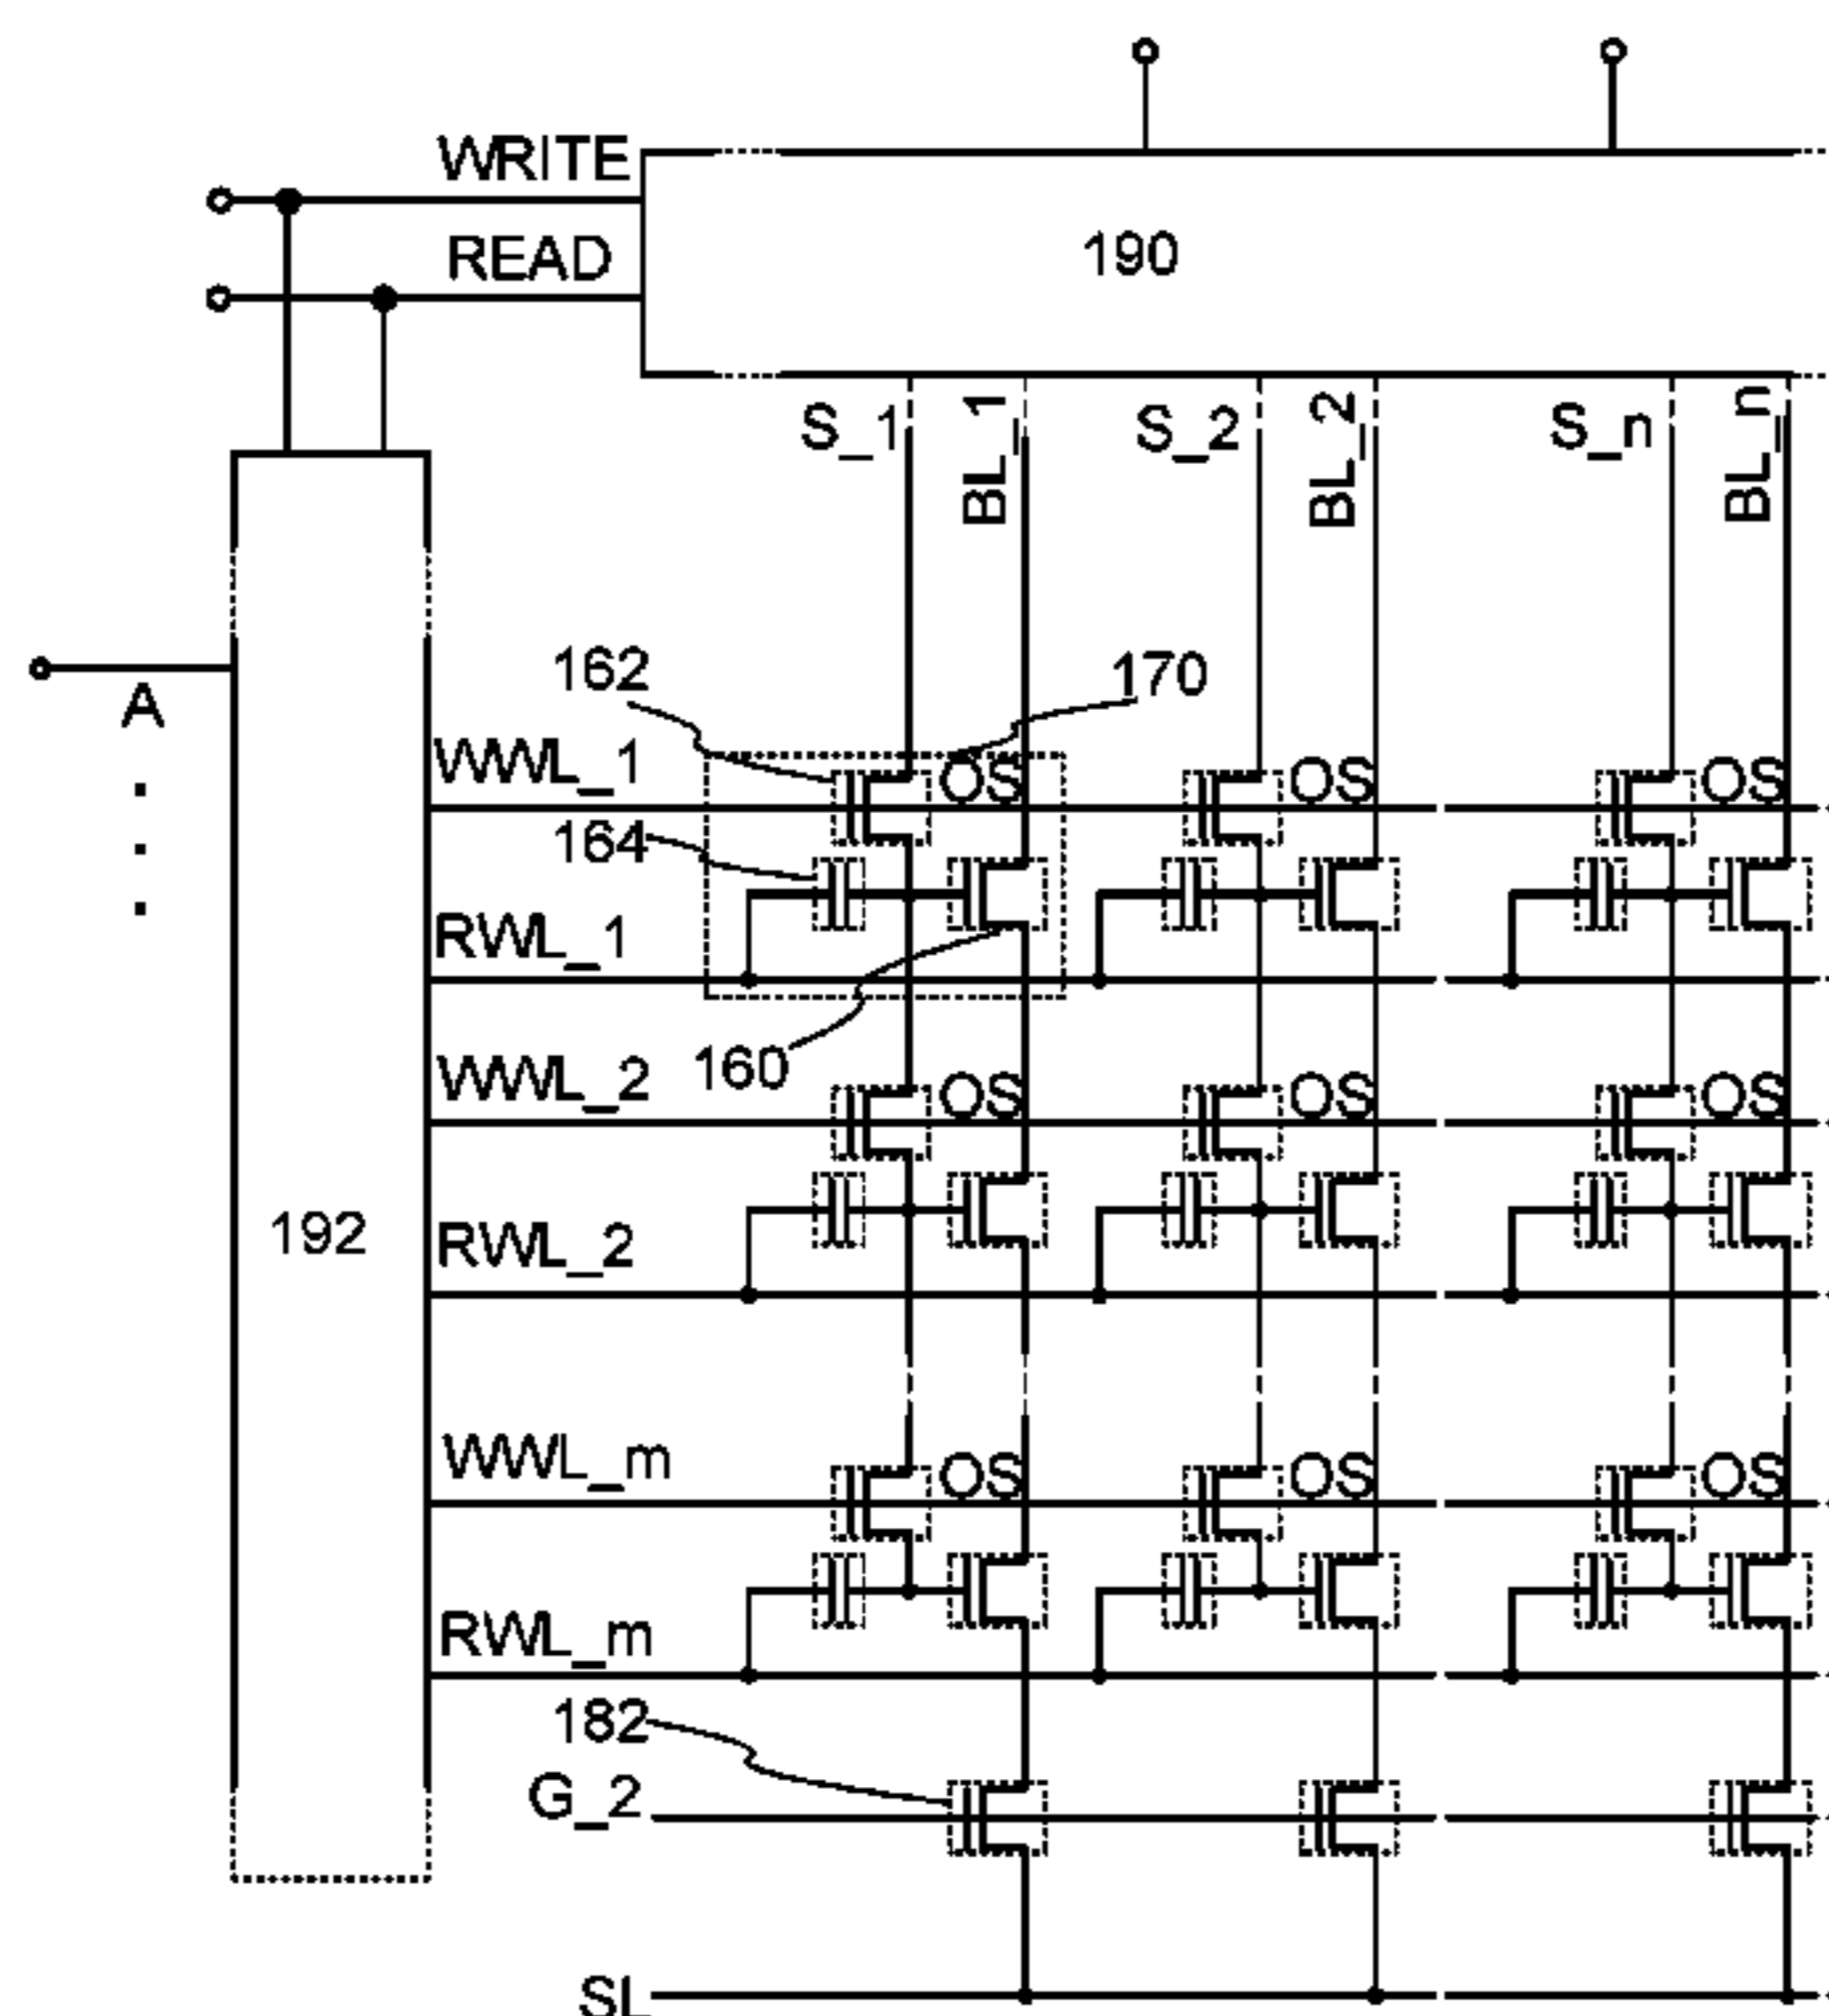 WRITE
READ
190
S_1
BL_1
S_2
BL_2
S_n
BL_n
A
162
170
WWL_1
OS
OS
OS
164
RWL_1
160
WWL_2
OS
OS
OS
192
RWL_2
WWL_m
OS
OS
OS
RWL_m
182
G_2
SL